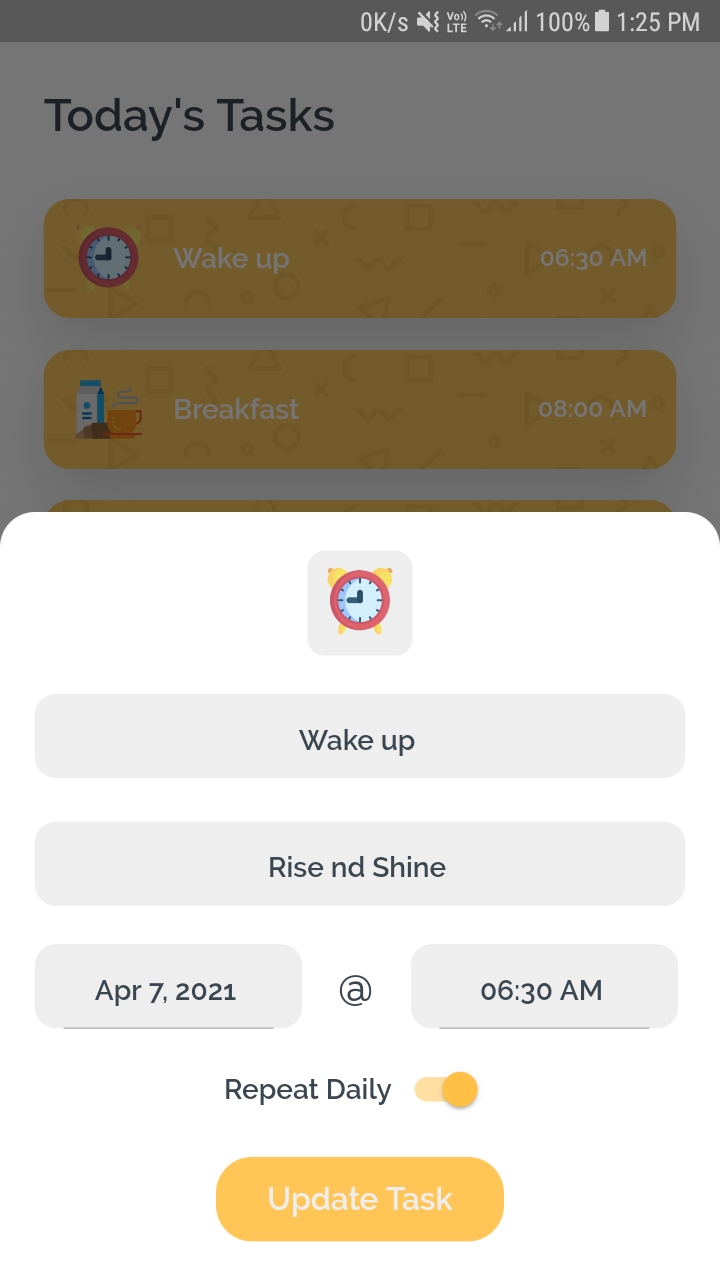 0K/s Vo)) LTE 100% 1:25 PM
Today's Tasks
Wake up 06:30 AM
Breakfast 08:00 AM
Wake up
Rise nd Shine
Apr 7, 2021 @ 06:30 AM
Repeat Daily
Update Task